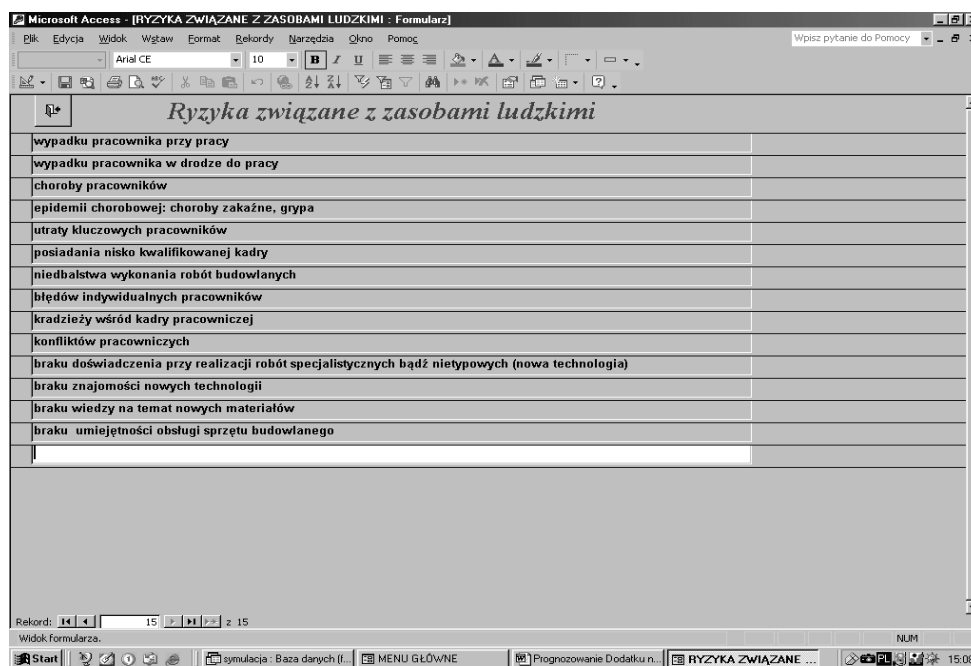 Microsoft Access - [RYZYKA ZWIĄZANE Z ZASOBAMI LUDZKIMI : Formularz]
Plik Edycja Widok Wstaw Format Rekordy Narzędzia Okno Pomoc Wpisz pytanie do Pomocy
Arial CE 10 B I U
Ryzyka związane z zasobami ludzkimi
wypadku pracownika przy pracy
wypadku pracownika w drodze do pracy
choroby pracowników
epidemii chorobowej: choroby zakaźne, grypa
utraty kluczowych pracowników
posiadania nisko kwalifikowanej kadry
niedbalstwa wykonania robót budowlanych
błędów indywidualnych pracowników
kradzieży wśród kadry pracowniczej
konfliktów pracowniczych
braku doświadczenia przy realizacji robót specjalistycznych bądź nietypowych (nowa technologia)
braku znajomości nowych technologii
braku wiedzy na temat nowych materiałów
braku umiejętności obsługi sprzętu budowlanego
Rekord: 15 z 15
Widok formularza. NUM
Start symulacja : Baza danych (f... MENU GŁÓWNE Prognozowanie Dodatku n... RYZYKA ZWIĄZANE ... PL